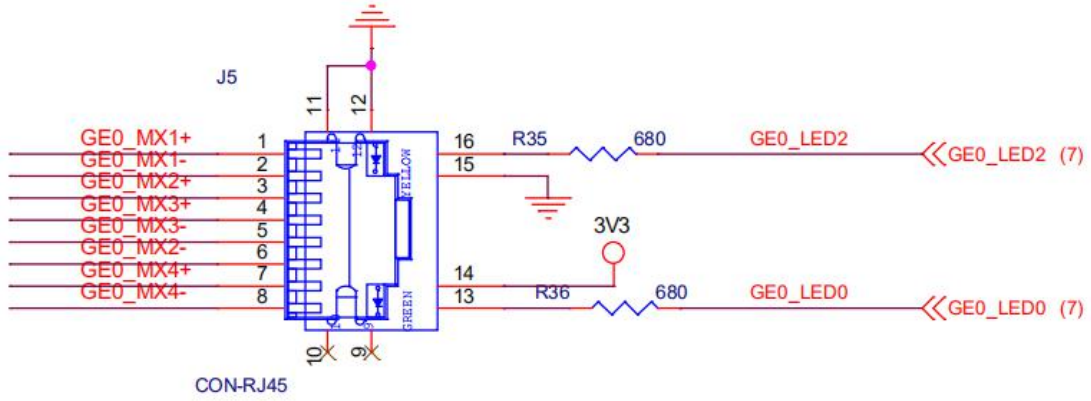 J5
11
12
GE0_MX1+ 1
GE0_MX1- 2
GE0_MX2+ 3
GE0_MX3+ 4
GE0_MX3- 5
GE0_MX2- 6
GE0_MX4+ 7
GE0_MX4- 8
YELLOW
GREEN
16 R35 680 GE0_LED2 GE0_LED2 (7)
15
3V3
14
13 R36 680 GE0_LED0 GE0_LED0 (7)
10
9
CON-RJ45